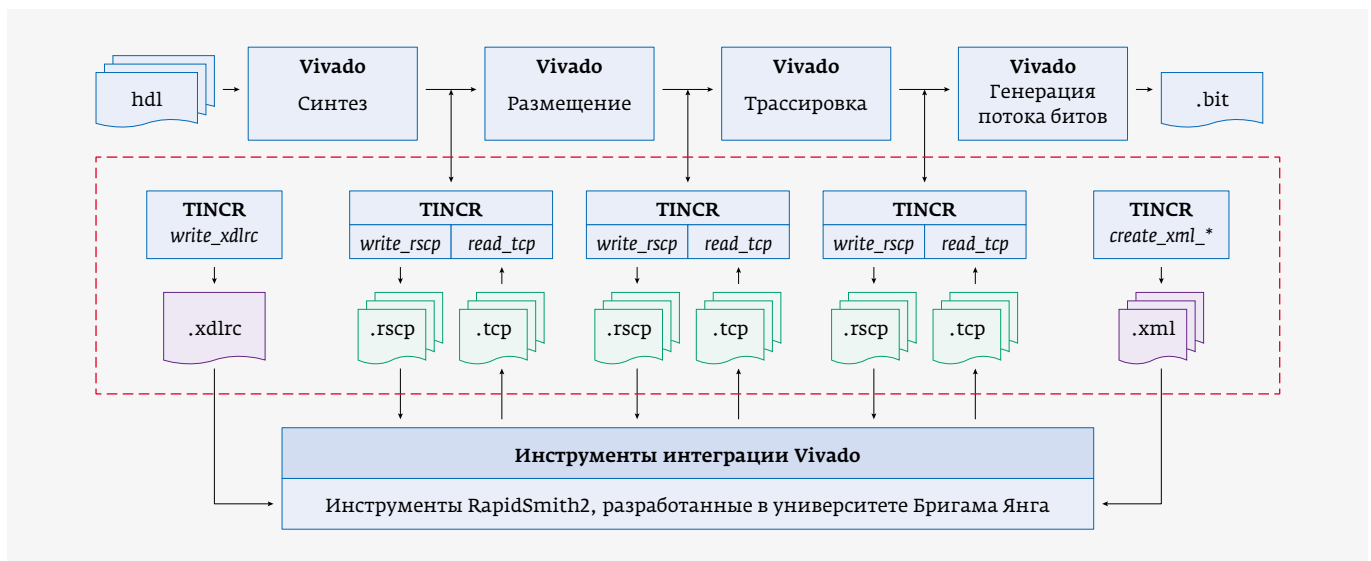 hdl
Vivado
Синтез
Vivado
Размещение
Vivado
Трассировка
Vivado
Генерация
потока битов
.bit
TINCR
write_xdlrc
TINCR
write_rscp
read_tcp
TINCR
write_rscp
read_tcp
TINCR
write_rscp
read_tcp
TINCR
create_xml_*
.xdlrc
.rscp
.tcp
.rscp
.tcp
.rscp
.tcp
.xml
Инструменты интеграции Vivado
Инструменты RapidSmith2, разработанные в университете Бригама Янга